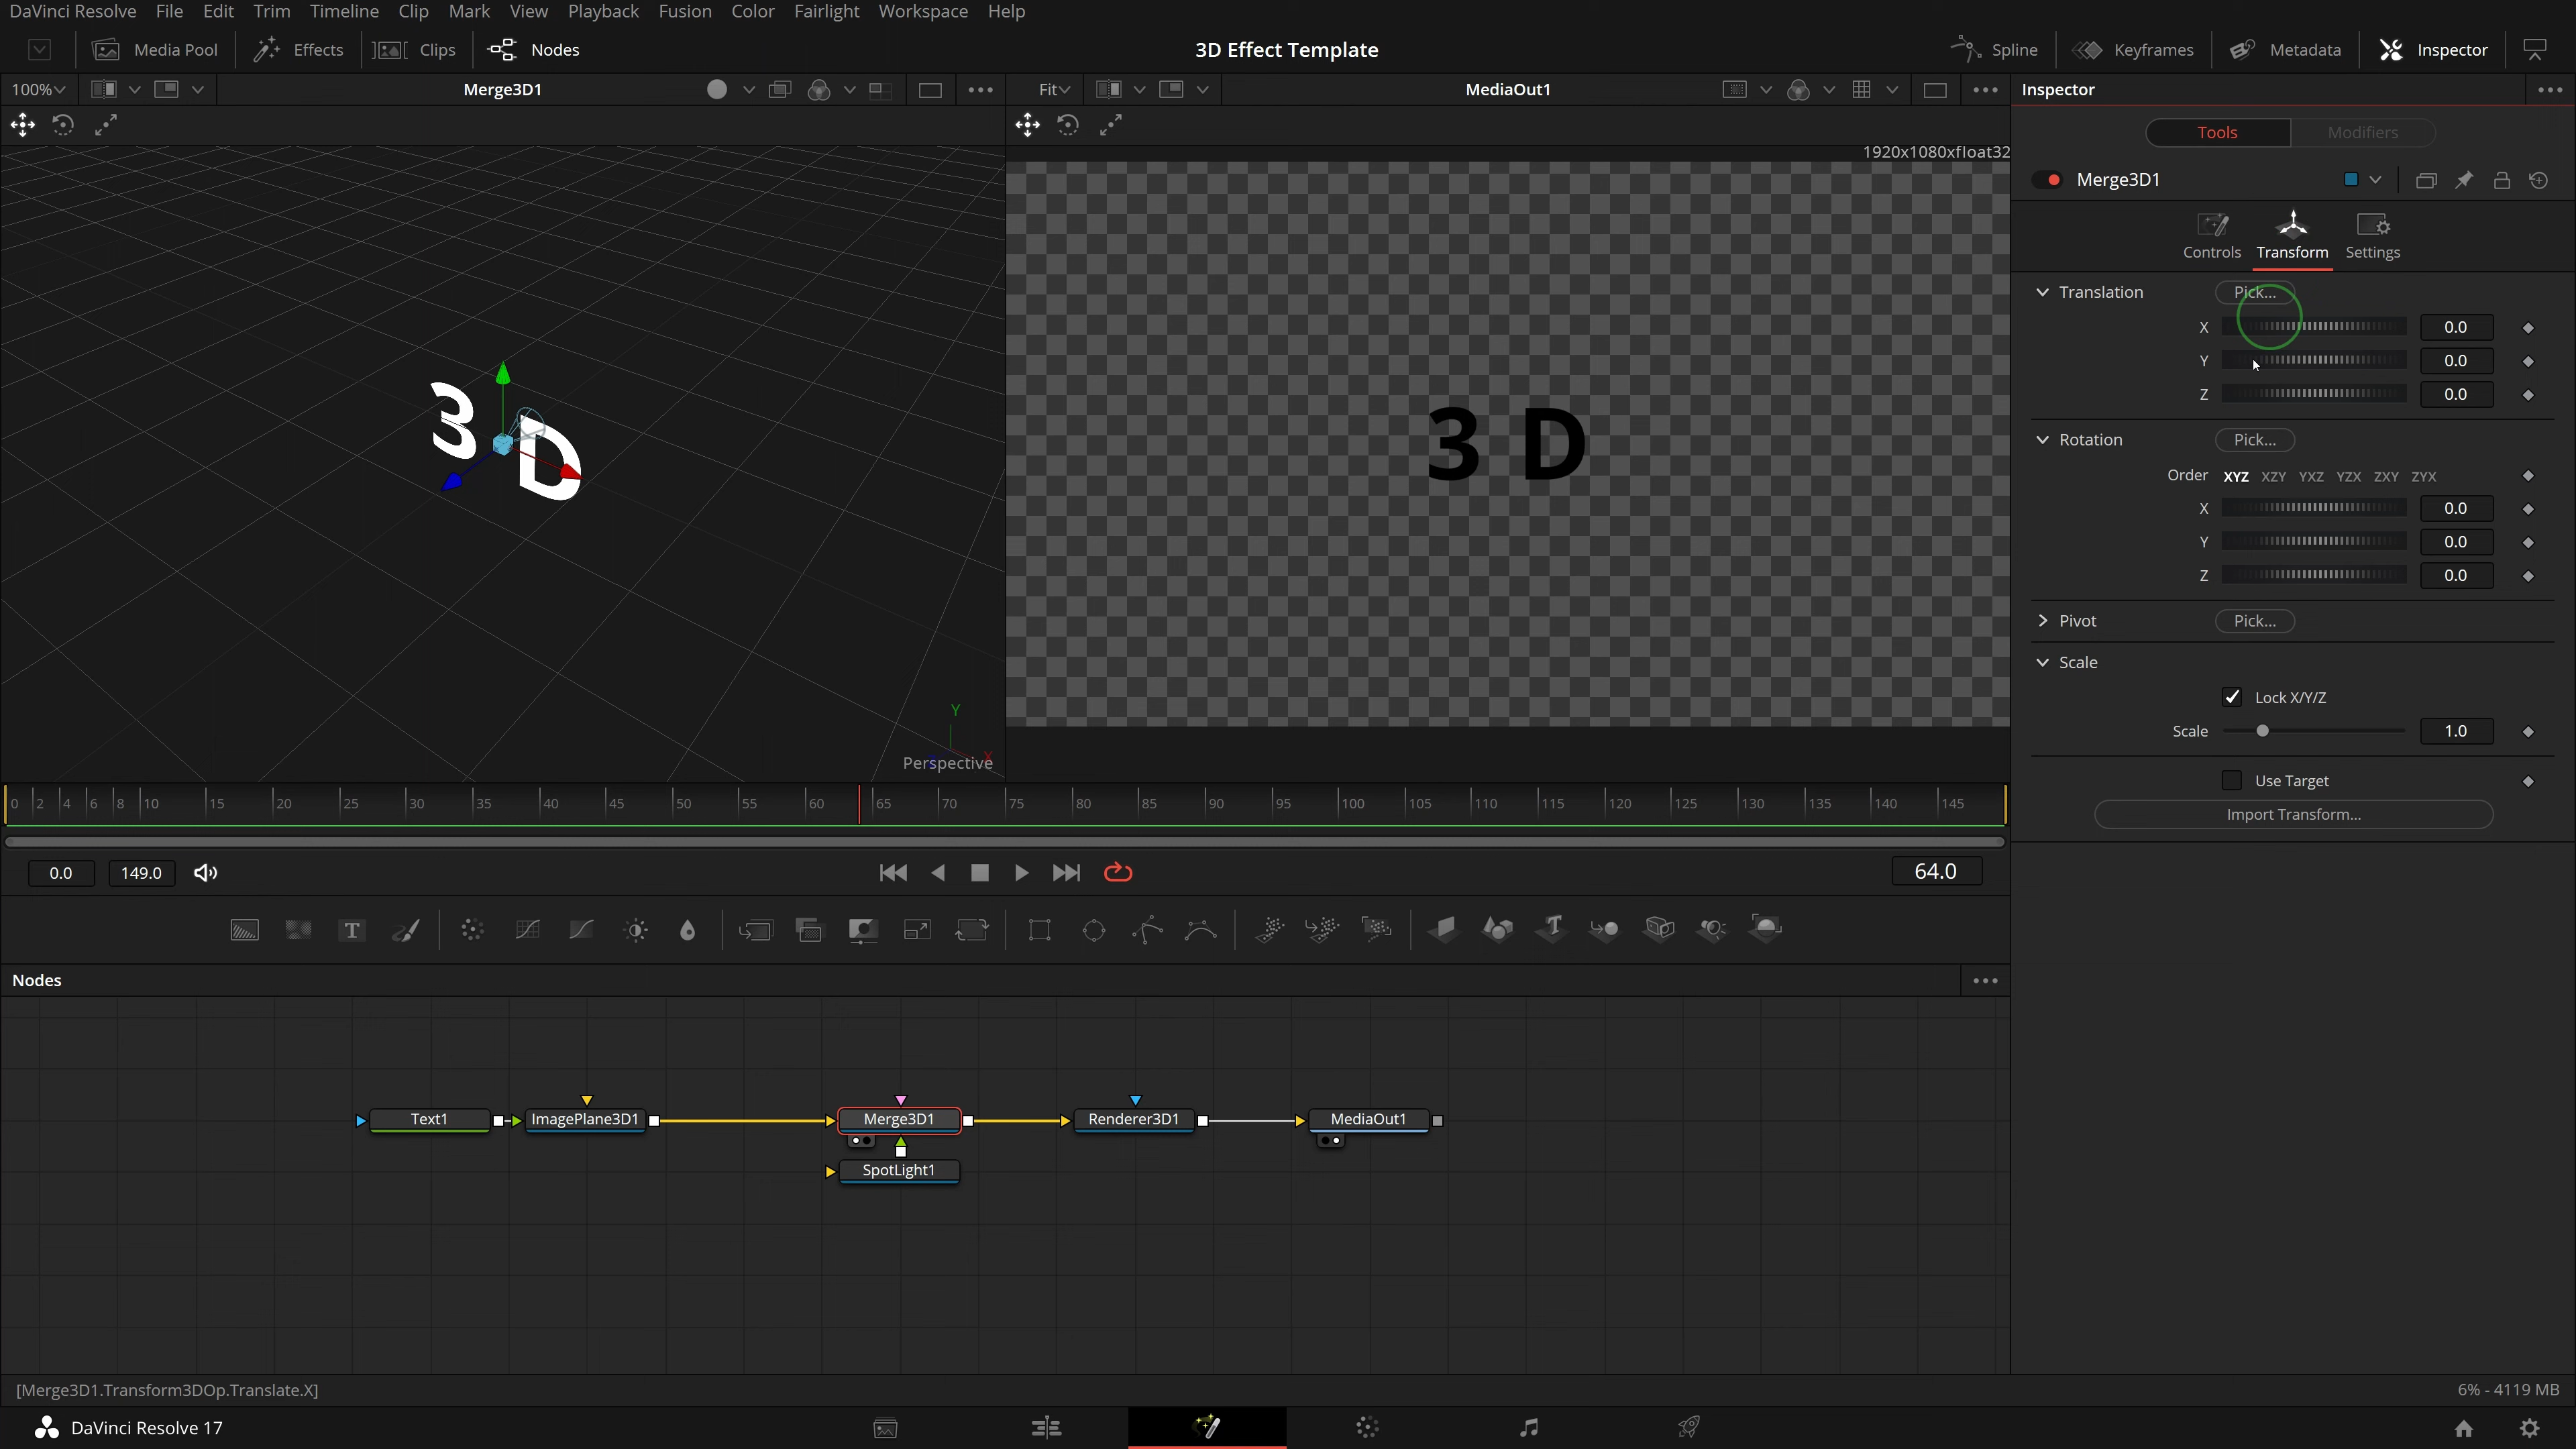 DaVinci Resolve File Edit Trim Timeline Clip Mark View Playback Fusion Color Fairlight Workspace Help
Media Pool Effects Clips Nodes 3D Effect Template Spline Keyframes Metadata Inspector
100% Merge3D1 Fit MediaOut1 Inspector
Tools Modifiers
1920x1080xfloat32
Merge3D1
Controls Transform Settings
Translation Pick...
X 0.0
Y 0.0
Z 0.0
3 D
3 D
Rotation Pick...
Order XYZ XZY YXZ YZX ZXY ZYX
X 0.0
Y 0.0
Z 0.0
Pivot Pick...
Scale
Lock X/Y/Z
Scale 1.0
Y
X
Perspective
Use Target
Import Transform...
0 2 4 6 8 10 15 20 25 30 35 40 45 50 55 60 65 70 75 80 85 90 95 100 105 110 115 120 125 130 135 140 145
0.0 149.0 64.0
T T
Nodes
Text1 ImagePlane3D1 Merge3D1 Renderer3D1 MediaOut1
SpotLight1
[Merge3D1.Transform3DOp.Translate.X] 6% - 4119 MB
DaVinci Resolve 17